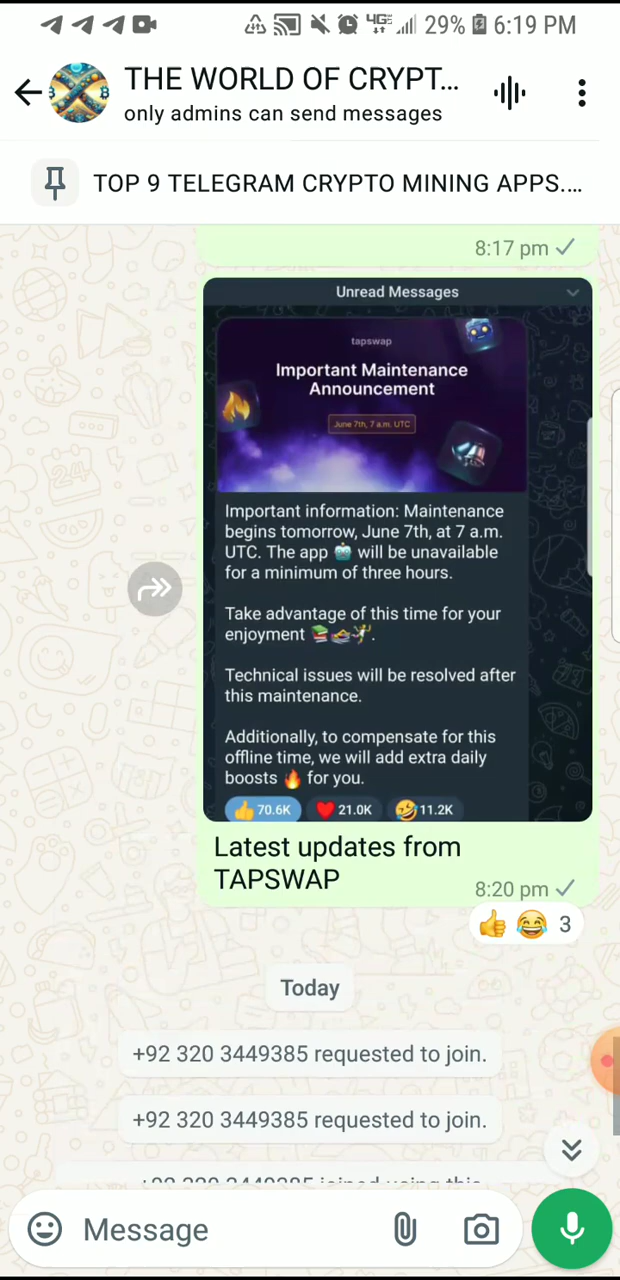 4G 29% 6:19 PM
THE WORLD OF CRYPT...
only admins can send messages
TOP 9 TELEGRAM CRYPTO MINING APPS....
8:17 pm
Unread Messages
tapswap
Important Maintenance
Announcement
June 7th, 7 a.m. UTC
Important information: Maintenance
begins tomorrow, June 7th, at 7 a.m.
UTC. The app 🤖 will be unavailable
for a minimum of three hours.
Take advantage of this time for your
enjoyment
Technical issues will be resolved after
this maintenance.
Additionally, to compensate for this
offline time, we will add extra daily
boosts 🔥 for you.
👍 70.6K ❤️ 21.0K 🤣 11.2K
Latest updates from
TAPSWAP
8:20 pm
👍 😂 3
Today
+92 320 3449385 requested to join.
+92 320 3449385 requested to join.
Message